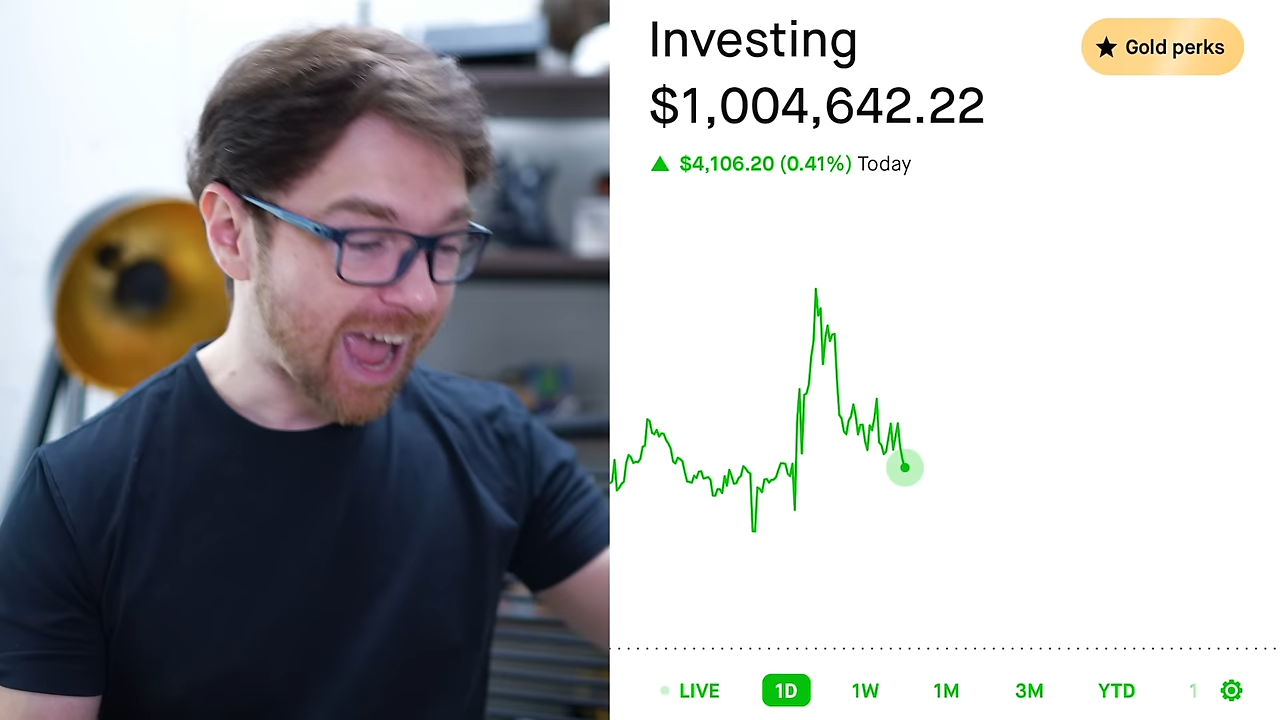 Investing
Gold perks
$1,004,642.22
$4,106.20 (0.41%) Today
LIVE 1D 1W 1M 3M YTD 1